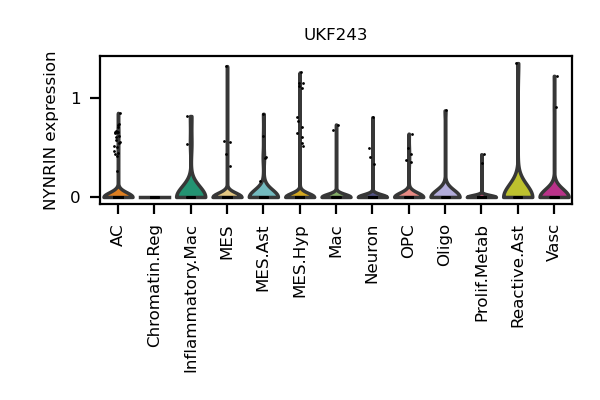 UKF243
NYNRIN expression
1
0
AC
Chromatin.Reg
Inflammatory.Mac
MES
MES.Ast
MES.Hyp
Mac
Neuron
OPC
Oligo
Prolif.Metab
Reactive.Ast
Vasc